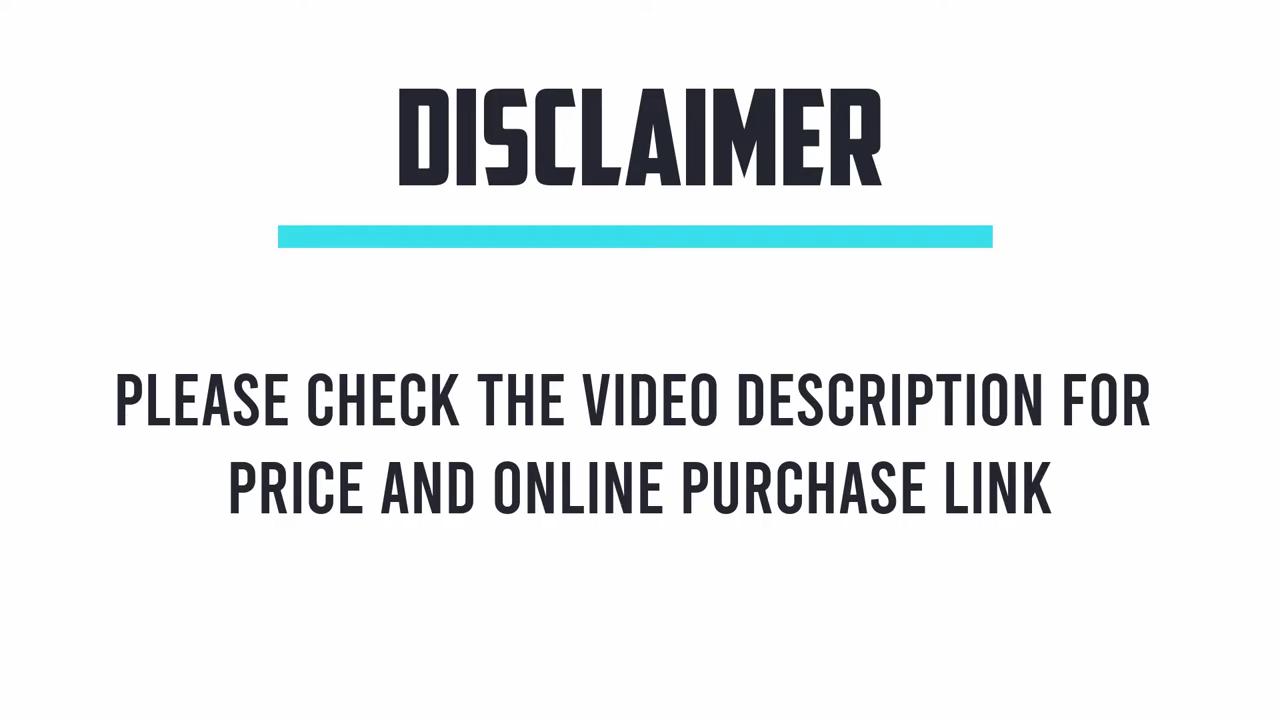 DISCLAIMER
PLEASE CHECK THE VIDEO DESCRIPTION FOR
PRICE AND ONLINE PURCHASE LINK